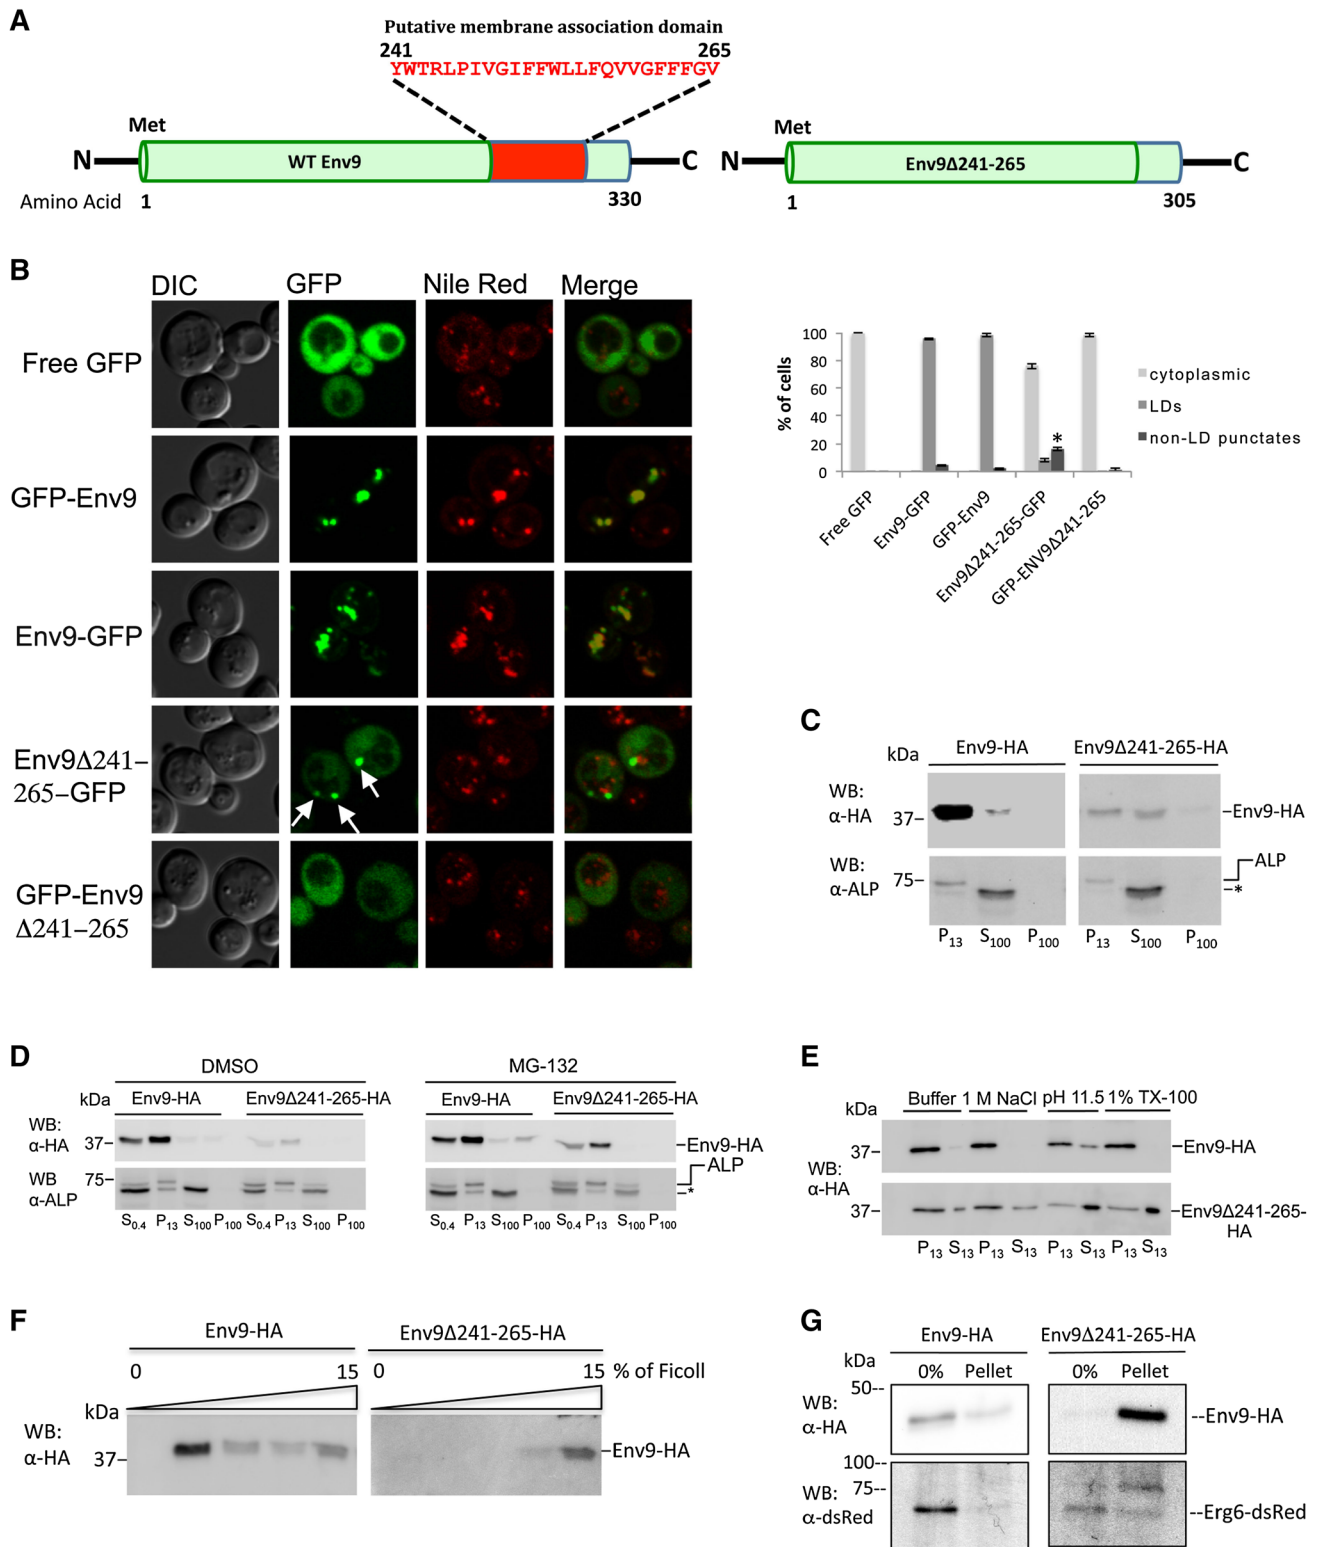 A
Putative membrane association domain
241 265
YWTRLPIVGIFFWLLFQVVGFFFGV
Met
N WT Env9 C
Amino Acid 1 330
Met
N Env9Δ241-265 C
1 305
B
DIC GFP Nile Red Merge
Free GFP
GFP-Env9
Env9-GFP
Env9Δ241–
265–GFP
GFP-Env9
Δ241–265
% of cells
100
80
60
40
20
0
Free GFP
Env9-GFP
GFP-Env9
Env9Δ241-265-GFP
GFP-ENV9Δ241-265
*
cytoplasmic
LDs
non-LD punctates
C
kDa Env9-HA Env9Δ241-265-HA
WB:
α-HA 37– –Env9-HA
WB:
α-ALP 75– ALP
–*
P13 S100 P100 P13 S100 P100
D
DMSO MG-132
kDa Env9-HA Env9Δ241-265-HA Env9-HA Env9Δ241-265-HA
WB:
α-HA 37– –Env9-HA
WB
α-ALP 75– ALP
–*
S0.4 P13 S100 P100 S0.4 P13 S100 P100 S0.4 P13 S100 P100 S0.4 P13 S100 P100
E
kDa Buffer 1 M NaCl pH 11.5 1% TX-100
37– –Env9-HA
WB:
α-HA
37– –Env9Δ241-265-
HA
P13 S13 P13 S13 P13 S13 P13 S13
F
Env9-HA Env9Δ241-265-HA
0 15 0 15 % of Ficoll
kDa
WB:
α-HA 37– –Env9-HA
G
Env9-HA Env9Δ241-265-HA
kDa 0% Pellet 0% Pellet
50--
WB:
α-HA --Env9-HA
100--
75--
WB:
α-dsRed --Erg6-dsRed